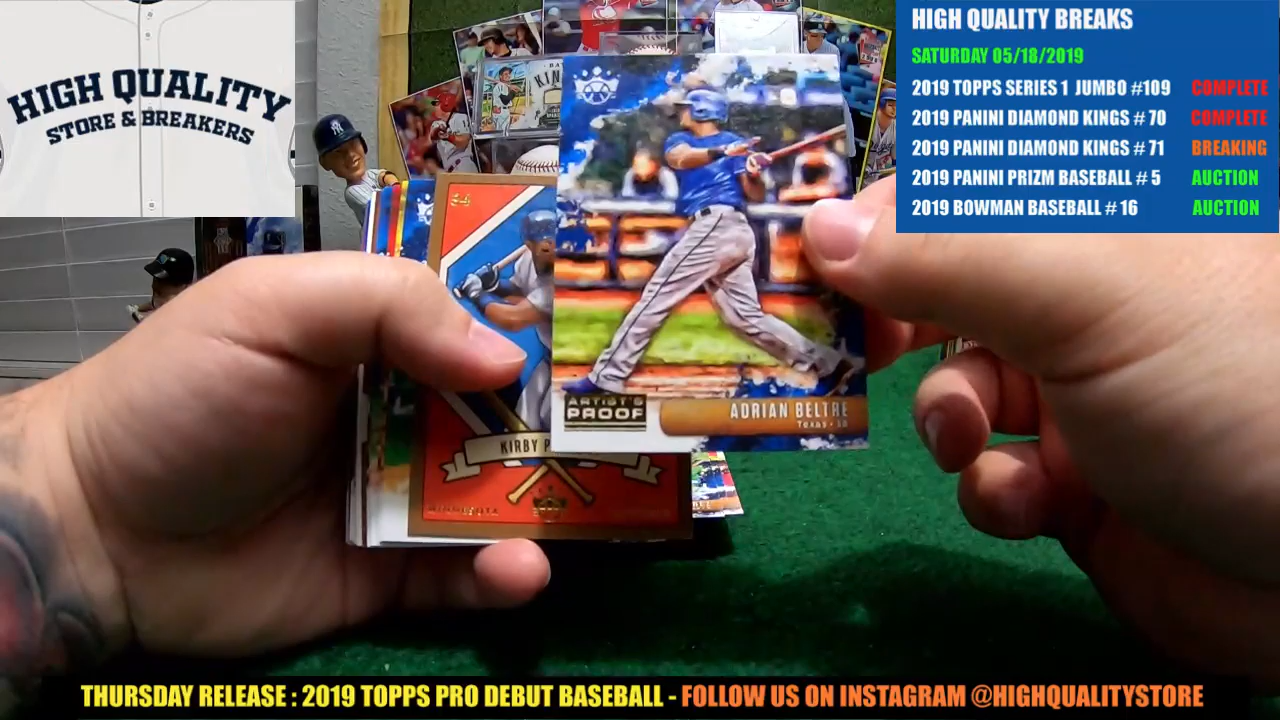 HIGH QUALITY
STORE & BREAKERS
HIGH QUALITY BREAKS
SATURDAY 05/18/2019
2019 TOPPS SERIES 1 JUMBO #109 COMPLETE
2019 PANINI DIAMOND KINGS # 70 COMPLETE
2019 PANINI DIAMOND KINGS # 71 BREAKING
2019 PANINI PRIZM BASEBALL # 5 AUCTION
2019 BOWMAN BASEBALL # 16 AUCTION
ARTIST'S
PROOF
ADRIAN BELTRE
TEXAS • 3B
KIRBY P
MINNESOTA
THURSDAY RELEASE : 2019 TOPPS PRO DEBUT BASEBALL - FOLLOW US ON INSTAGRAM @HIGHQUALITYSTORE